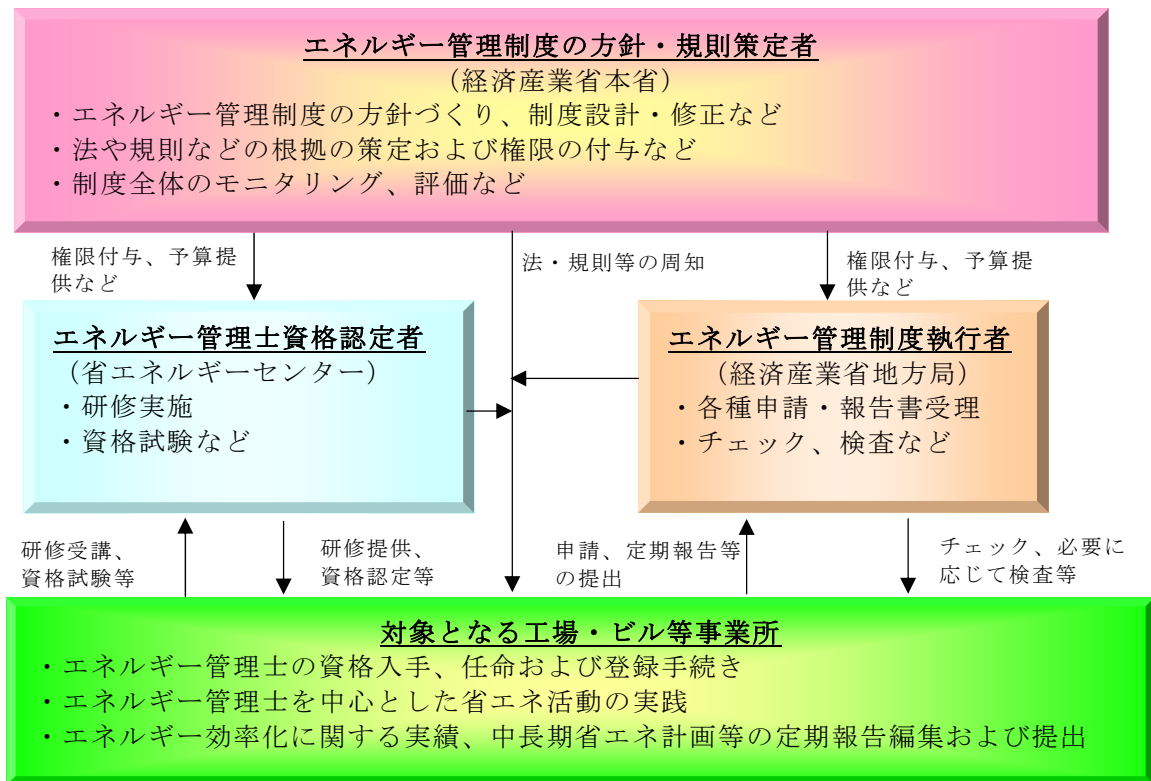 エネルギー管理制度の方針・規則策定者
（経済産業省本省）
・エネルギー管理制度の方針づくり、制度設計・修正など
・法や規則などの根拠の策定および権限の付与など
・制度全体のモニタリング、評価など
権限付与、予算提
供など
法・規則等の周知
権限付与、予算提
供など
エネルギー管理士資格認定者
（省エネルギーセンター）
・研修実施
・資格試験など
エネルギー管理制度執行者
（経済産業省地方局）
・各種申請・報告書受理
・チェック、検査など
研修受講、
資格試験等
研修提供、
資格認定等
申請、定期報告等
の提出
チェック、必要に
応じて検査等
対象となる工場・ビル等事業所
・エネルギー管理士の資格入手、任命および登録手続き
・エネルギー管理士を中心とした省エネ活動の実践
・エネルギー効率化に関する実績、中長期省エネ計画等の定期報告編集および提出